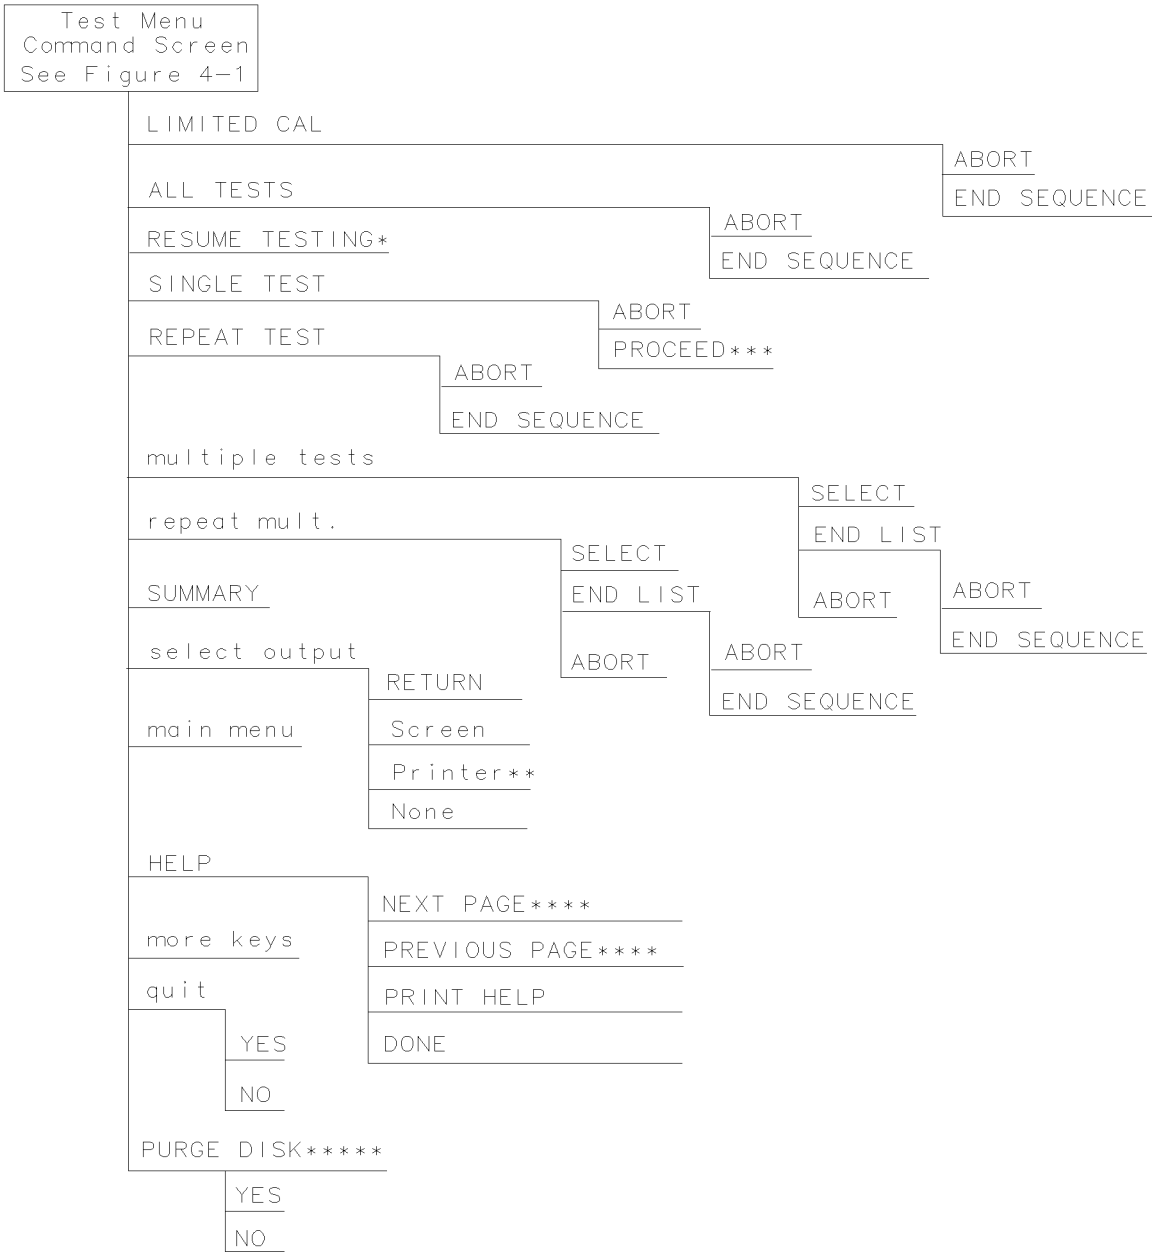 Test Menu
Command Screen
See Figure 4-1
LIMITED CAL
ABORT
END SEQUENCE
ALL TESTS
ABORT
END SEQUENCE
RESUME TESTING*
SINGLE TEST
ABORT
PROCEED***
REPEAT TEST
ABORT
END SEQUENCE
multiple tests
SELECT
END LIST
ABORT
END SEQUENCE
ABORT
repeat mult.
SELECT
END LIST
ABORT
END SEQUENCE
ABORT
SUMMARY
select output
RETURN
Screen
Printer**
None
main menu
HELP
NEXT PAGE****
PREVIOUS PAGE****
PRINT HELP
DONE
more keys
quit
YES
NO
PURGE DISK*****
YES
NO